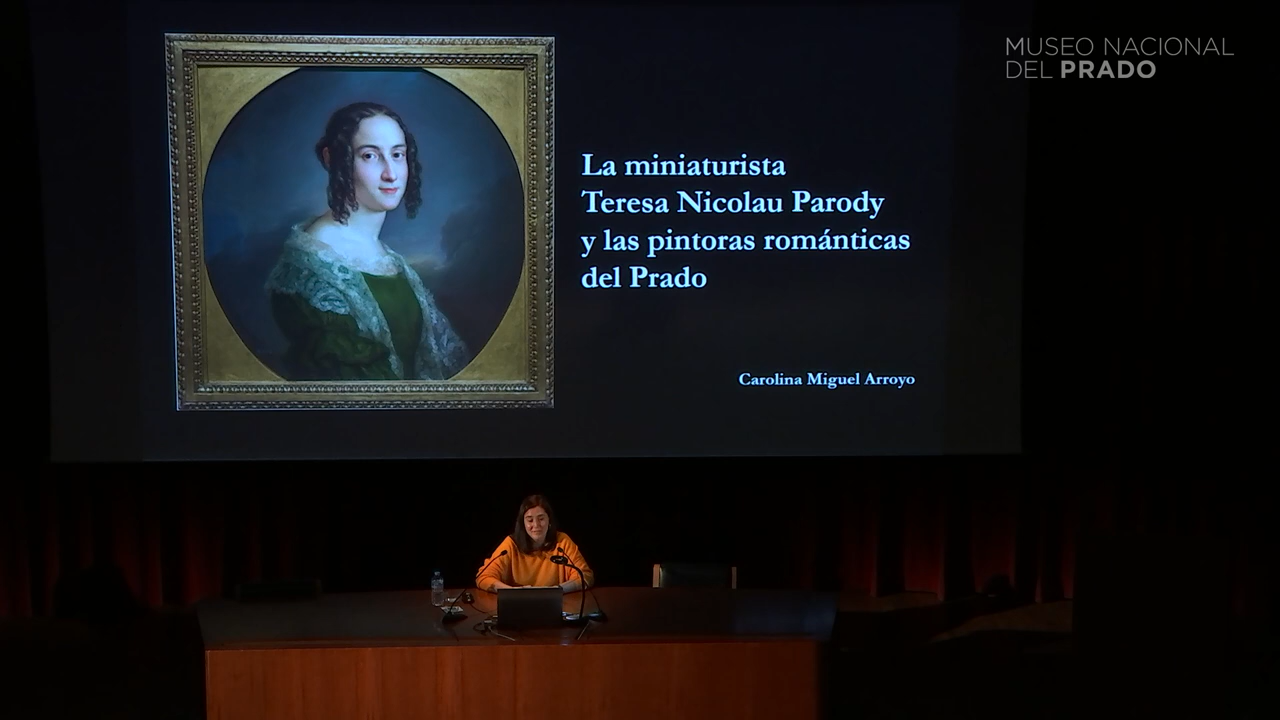 MUSEO NACIONAL
DEL PRADO
La miniaturista
Teresa Nicolau Parody
y las pintoras románticas
del Prado
Carolina Miguel Arroyo